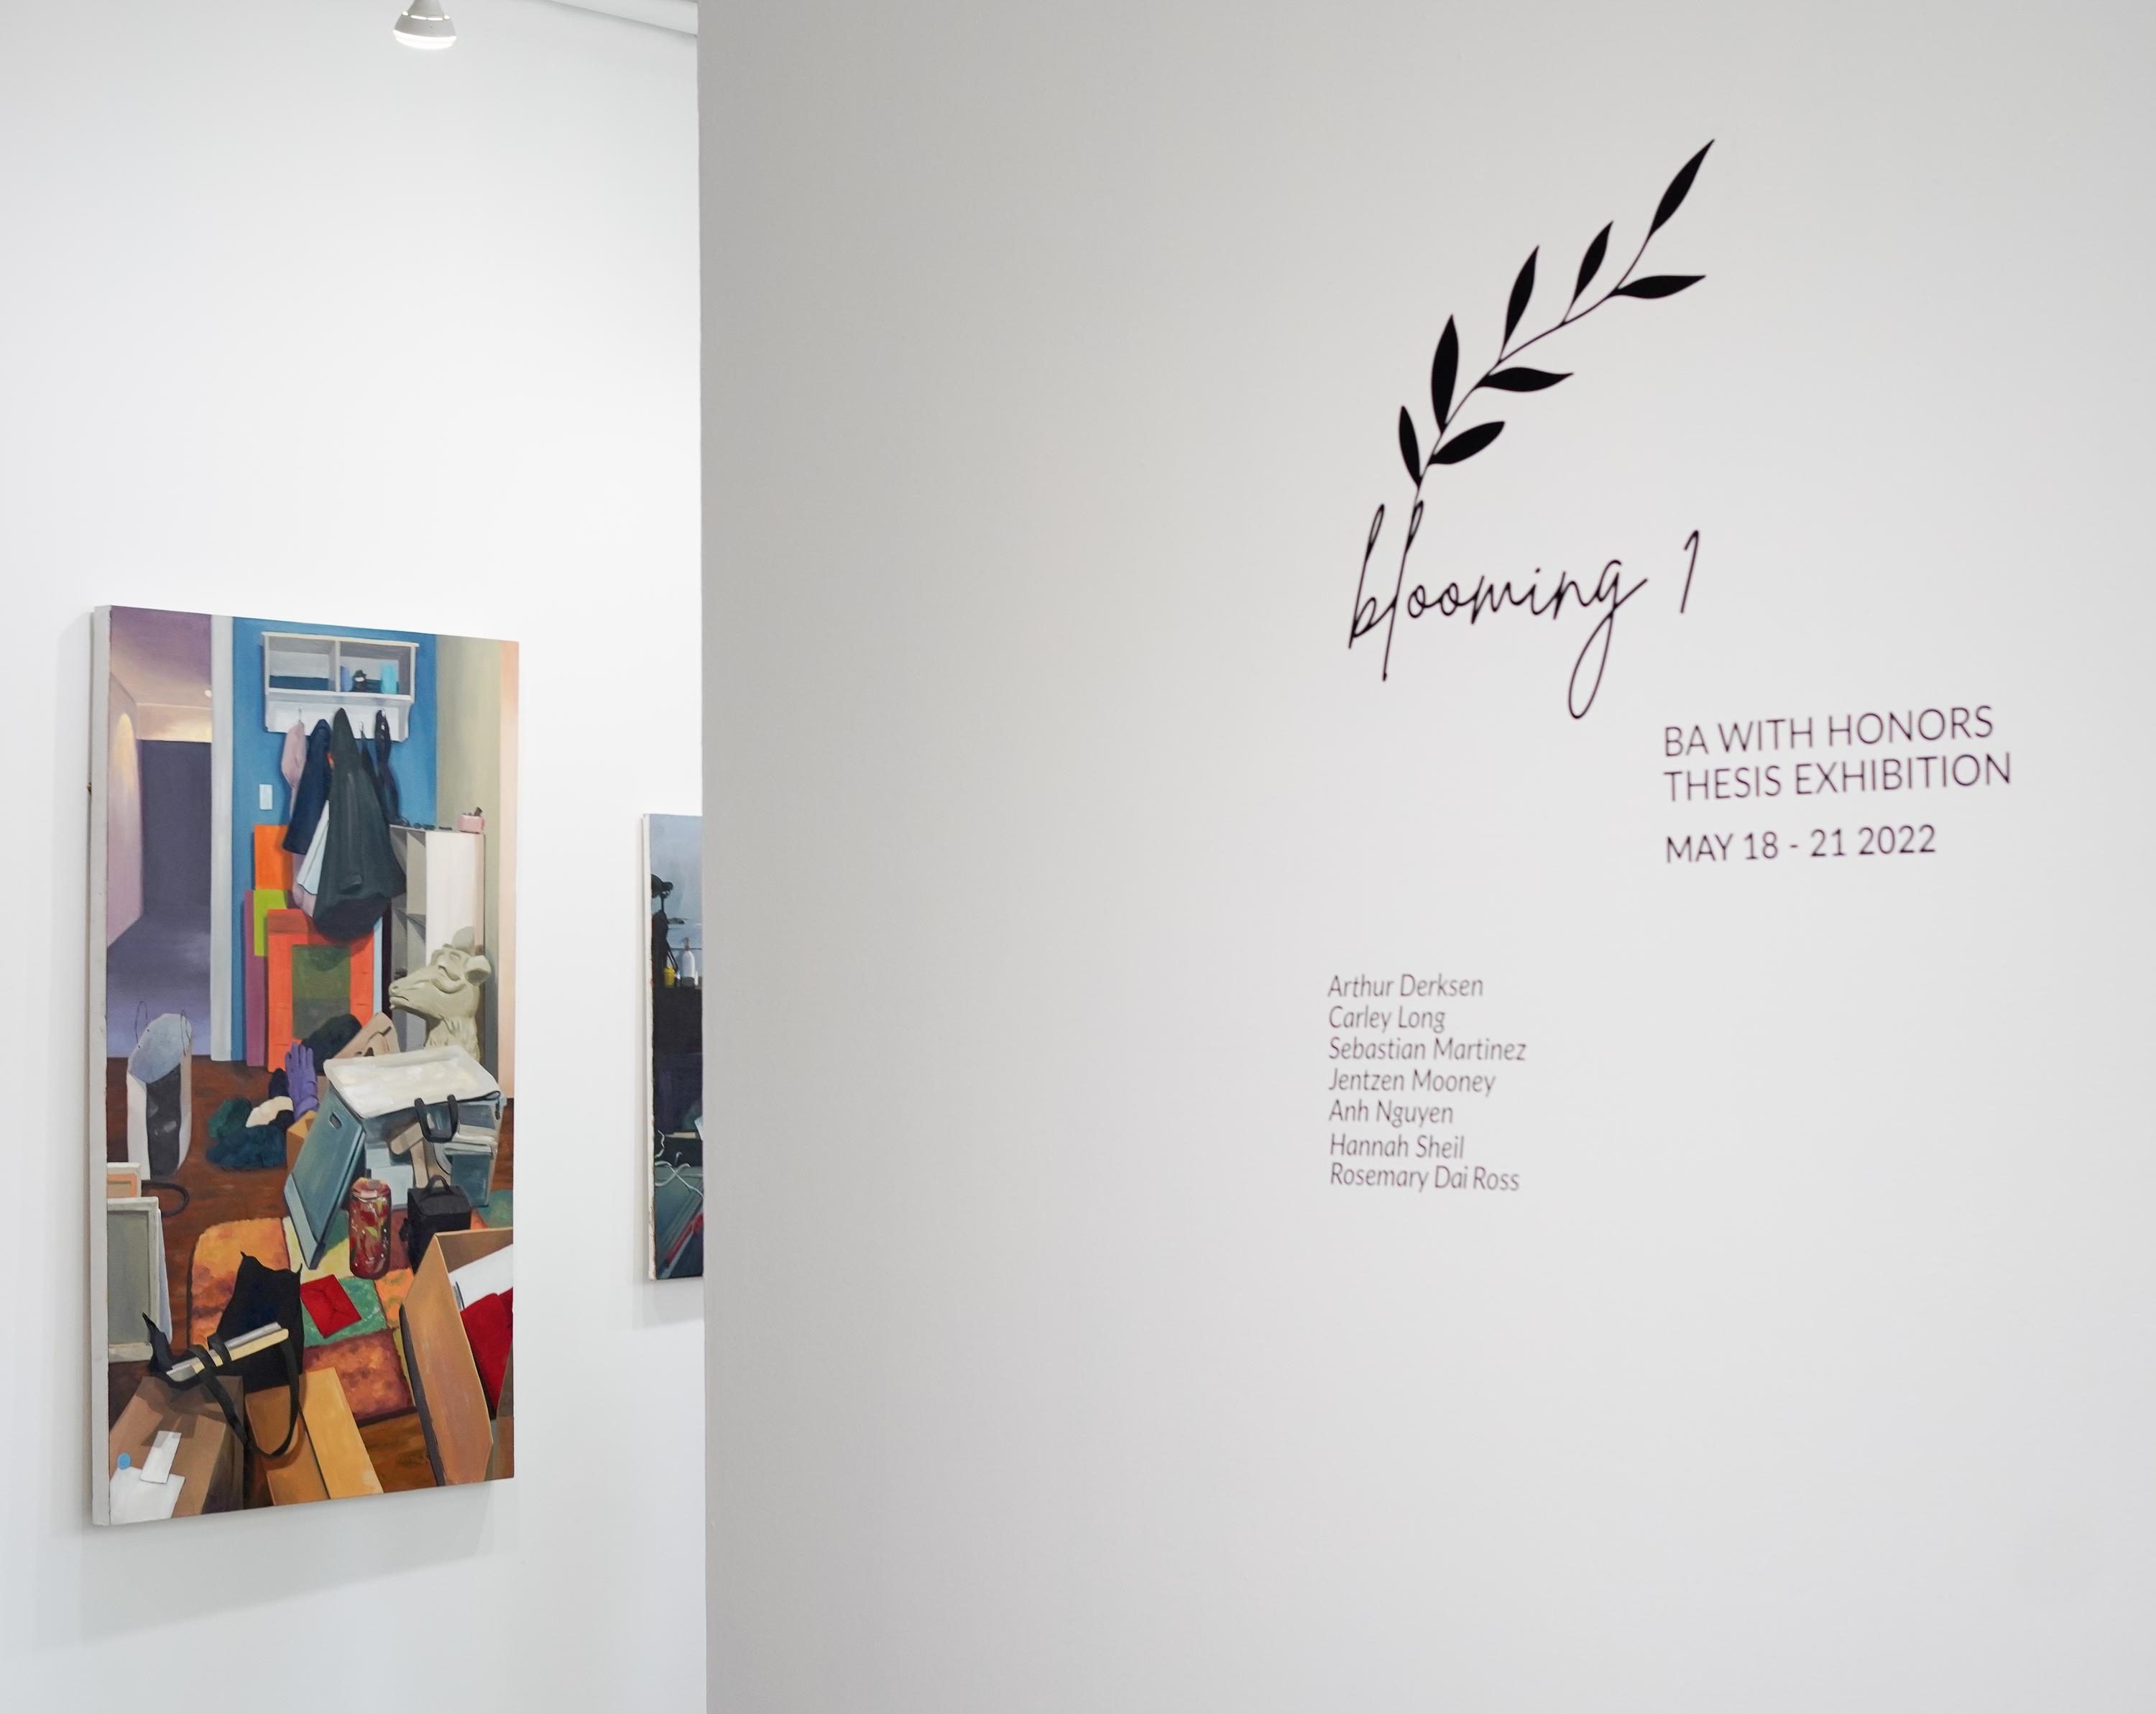 blooming 1
BA WITH HONORS
THESIS EXHIBITION
MAY 18 - 21 2022
Arthur Derksen
Carley Long
Sebastian Martinez
Jentzen Mooney
Anh Nguyen
Hannah Sheil
Rosemary Dai Ross